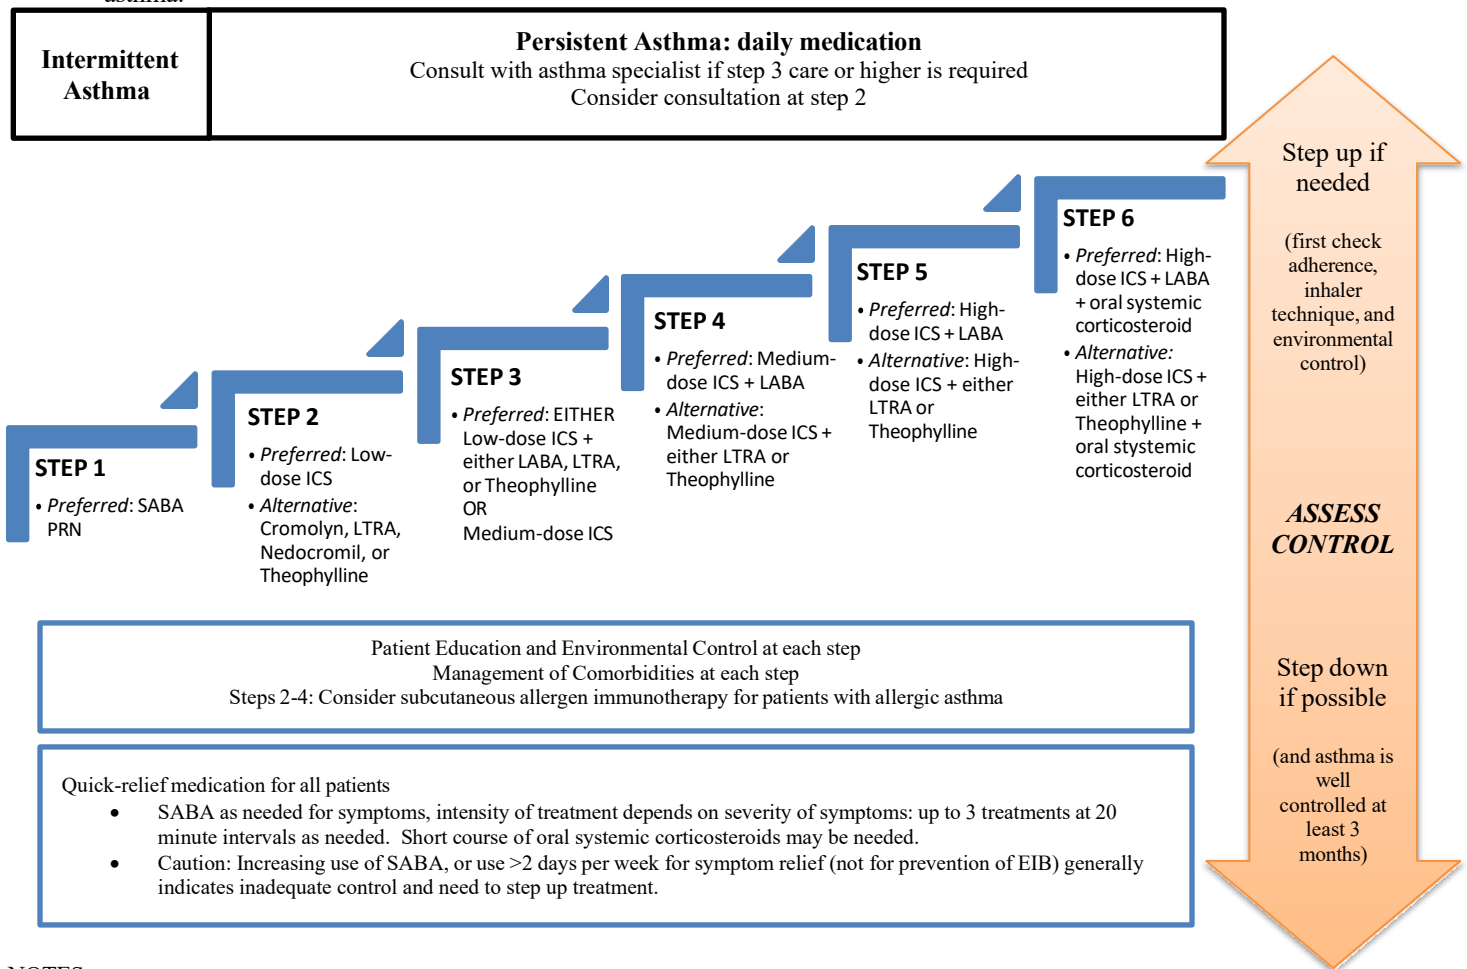 asthma.
Intermittent
Asthma
Persistent Asthma: daily medication
Consult with asthma specialist if step 3 care or higher is required
Consider consultation at step 2
STEP 1
• Preferred: SABA
PRN
STEP 2
• Preferred: Low-
dose ICS
• Alternative:
Cromolyn, LTRA,
Nedocromil, or
Theophylline
STEP 3
• Preferred: EITHER
Low-dose ICS +
either LABA, LTRA,
or Theophylline
OR
Medium-dose ICS
STEP 4
• Preferred: Medium-
dose ICS + LABA
• Alternative:
Medium-dose ICS +
either LTRA or
Theophylline
STEP 5
• Preferred: High-
dose ICS + LABA
• Alternative: High-
dose ICS + either
LTRA or
Theophylline
STEP 6
• Preferred: High-
dose ICS + LABA
+ oral systemic
corticosteroid
• Alternative:
High-dose ICS +
either LTRA or
Theophylline +
oral stystemic
corticosteroid
Step up if
needed
(first check
adherence,
inhaler
technique, and
environmental
control)
ASSESS
CONTROL
Step down
if possible
(and asthma is
well
controlled at
least 3
months)
Patient Education and Environmental Control at each step
Management of Comorbidities at each step
Steps 2-4: Consider subcutaneous allergen immunotherapy for patients with allergic asthma
Quick-relief medication for all patients
• SABA as needed for symptoms, intensity of treatment depends on severity of symptoms: up to 3 treatments at 20
minute intervals as needed. Short course of oral systemic corticosteroids may be needed.
• Caution: Increasing use of SABA, or use >2 days per week for symptom relief (not for prevention of EIB) generally
indicates inadequate control and need to step up treatment.